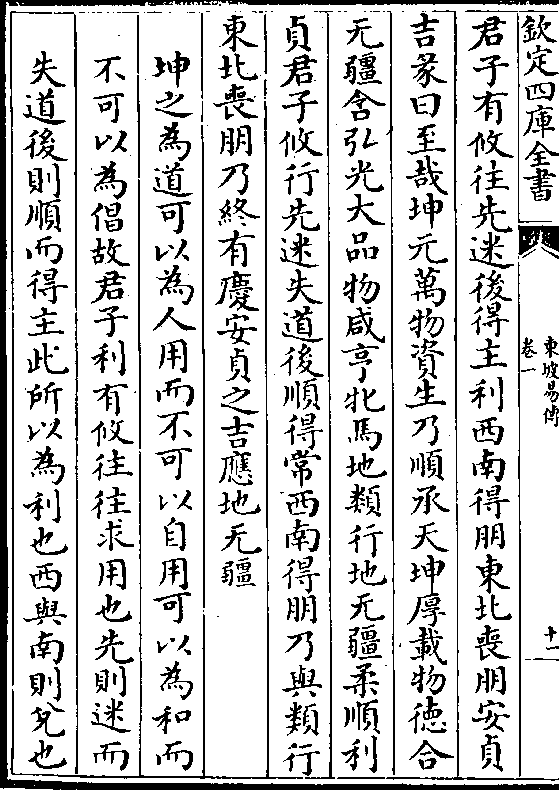 欽定四庫全書
東坡易傳
卷一
十一
君子有攸往先迷後得主利西南得朋東北喪朋安貞
吉彖曰至哉坤元萬物資生乃順承天坤厚載物德合
无疆含弘光大品物咸亨牝馬地類行地无疆柔順利
貞君子攸行先迷失道後順得常西南得朋乃與類行
東北喪朋乃終有慶安貞之吉應地无疆
坤之為道可以為人用而不可以自用可以為和而
不可以為倡故君子利有攸往往求用也先則迷而
失道後則順而得主此所以為利也西與南則兌也